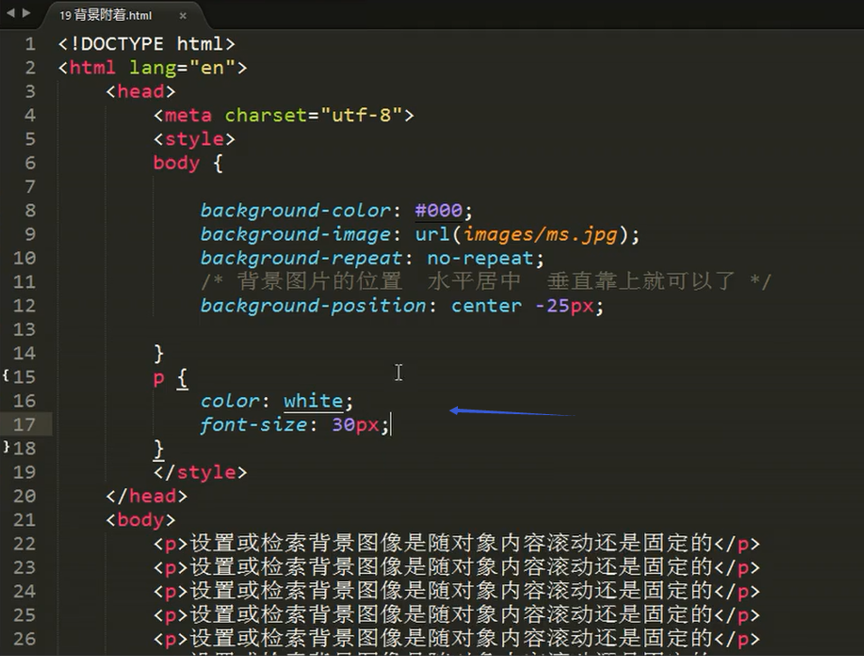 19 背景附着.html ×
1 <!DOCTYPE html>
2 <html lang="en">
3 <head>
4 <meta charset="utf-8">
5 <style>
6 body {
7
8 background-color: #000;
9 background-image: url(images/ms.jpg);
10 background-repeat: no-repeat;
11 /* 背景图片的位置 水平居中 垂直靠上就可以了 */
12 background-position: center -25px;
13
14 }
15 p {
16 color: white;
17 font-size: 30px;
18 }
19 </style>
20 </head>
21 <body>
22 <p>设置或检索背景图像是随对象内容滚动还是固定的</p>
23 <p>设置或检索背景图像是随对象内容滚动还是固定的</p>
24 <p>设置或检索背景图像是随对象内容滚动还是固定的</p>
25 <p>设置或检索背景图像是随对象内容滚动还是固定的</p>
26 <p>设置或检索背景图像是随对象内容滚动还是固定的</p>